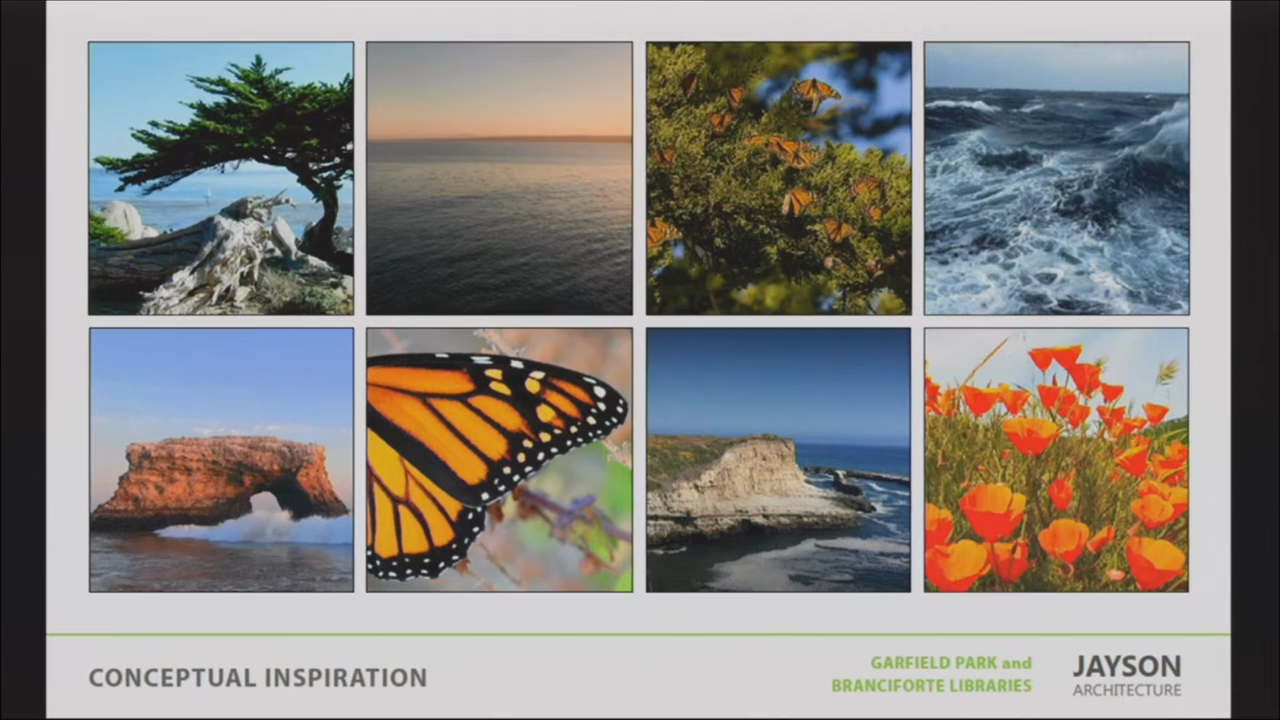 CONCEPTUAL INSPIRATION
GARFIELD PARK and
BRANCIFORTE LIBRARIES
JAYSON
ARCHITECTURE